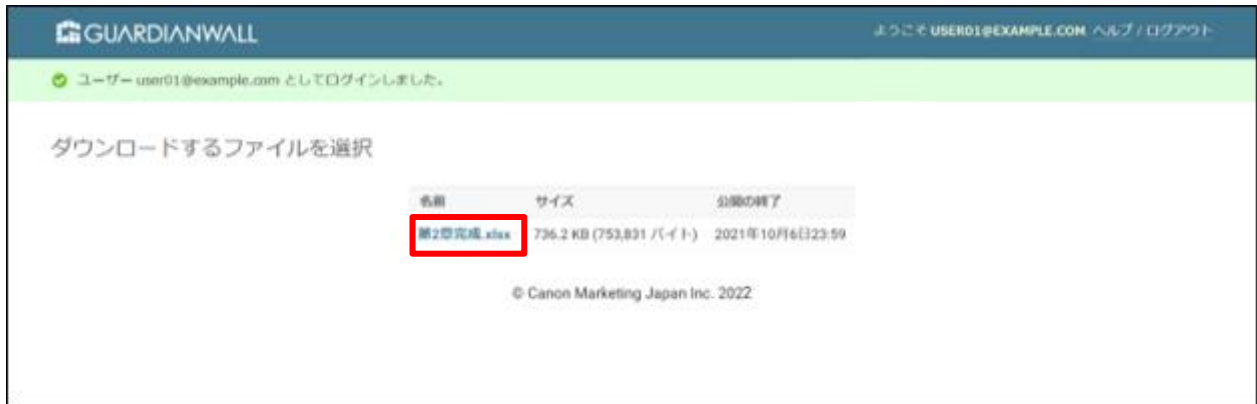 GUARDIANWALL
ようこそ USER01@EXAMPLE.COM ヘルプ / ログアウト
ユーザー user01@example.com としてログインしました。
ダウンロードするファイルを選択
名前 サイズ 公開の終了
第2章完成.xlsx 736.2 KB (753,831 バイト) 2021年10月6日23:59
© Canon Marketing Japan Inc. 2022